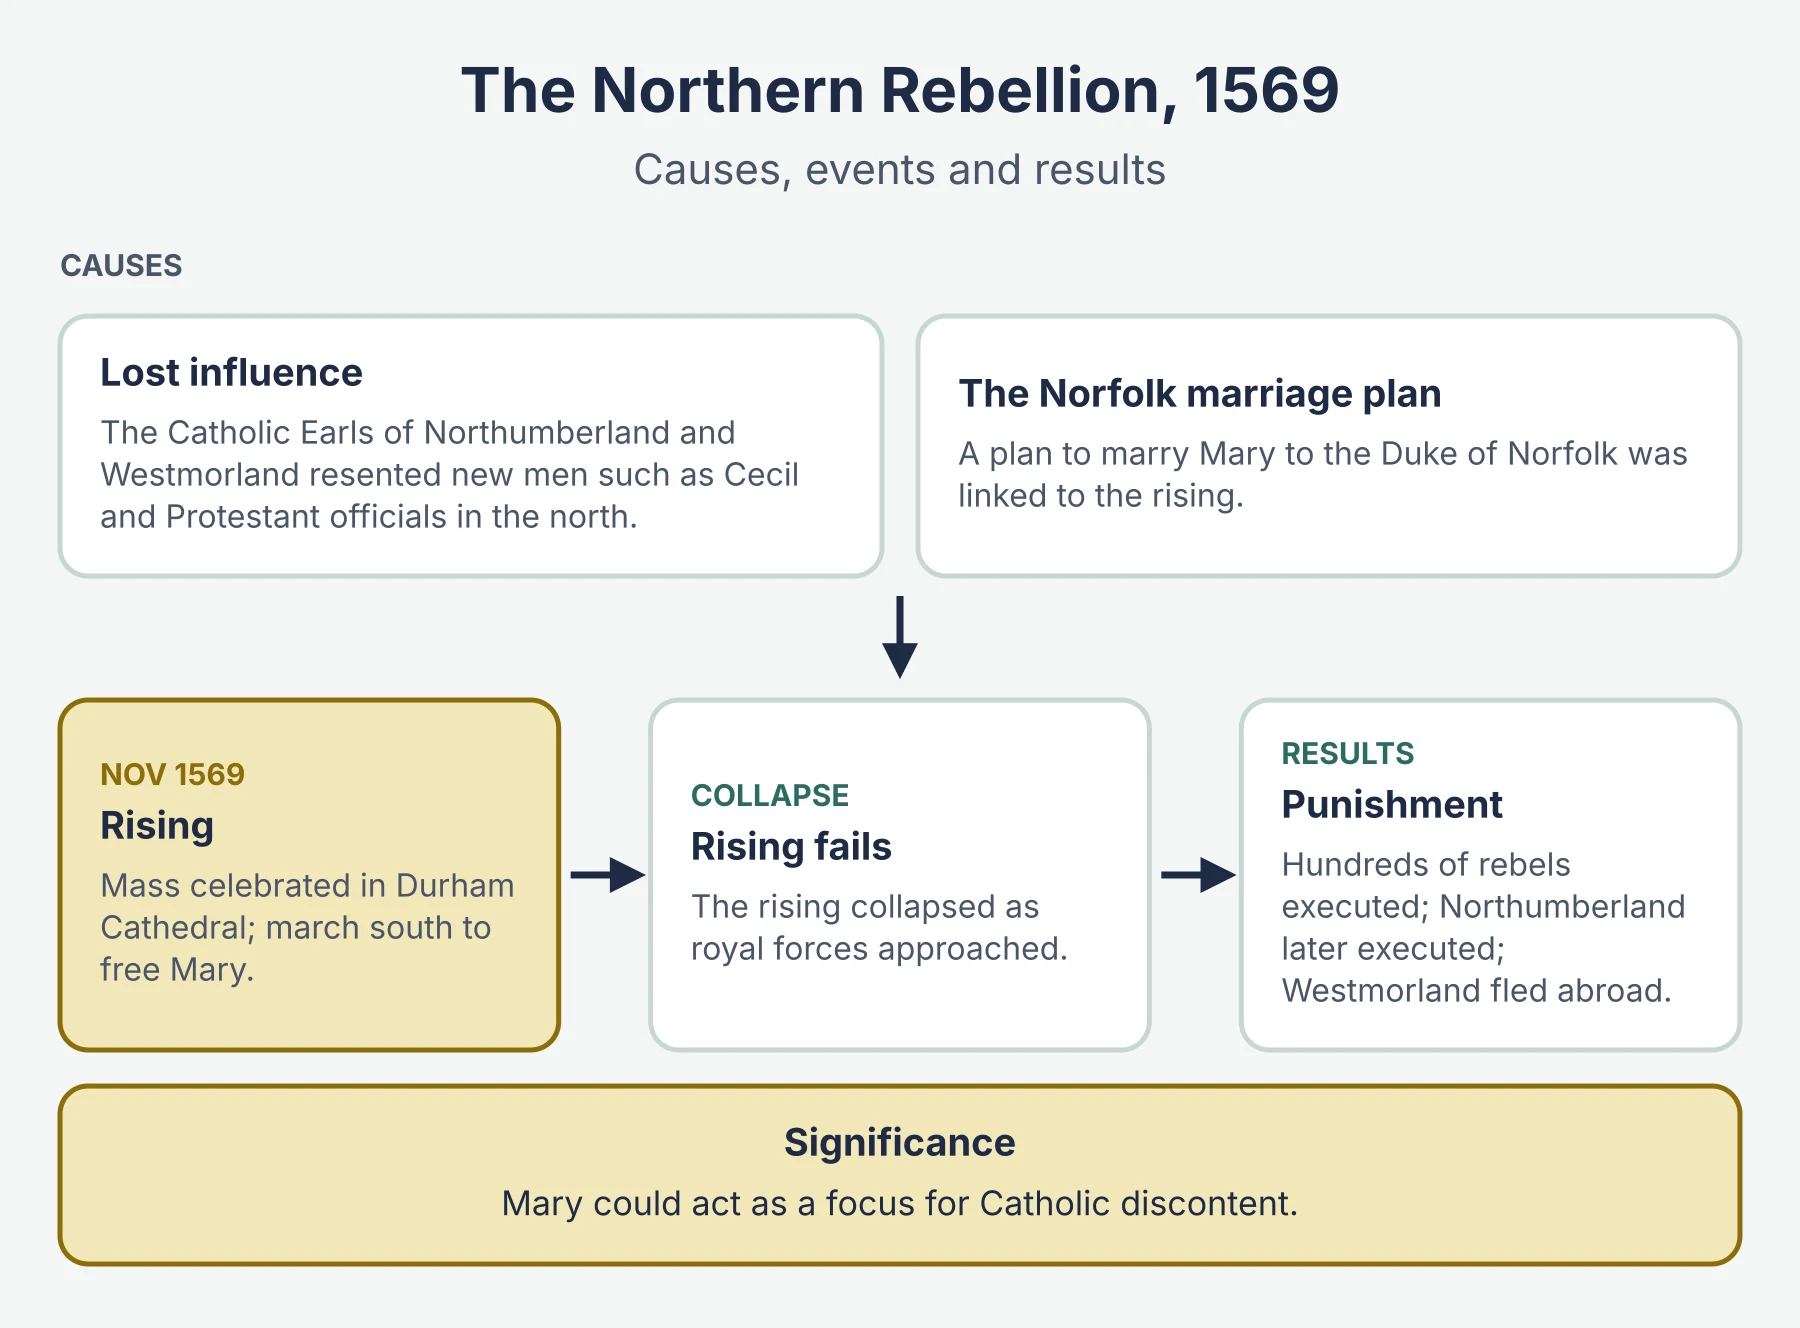 The Northern Rebellion, 1569
Causes, events and results
CAUSES
Lost influence
The Catholic Earls of Northumberland and
Westmorland resented new men such as Cecil
and Protestant officials in the north.
The Norfolk marriage plan
A plan to marry Mary to the Duke of Norfolk was
linked to the rising.
NOV 1569
Rising
Mass celebrated in Durham
Cathedral; march south to
free Mary.
COLLAPSE
Rising fails
The rising collapsed as
royal forces approached.
RESULTS
Punishment
Hundreds of rebels
executed; Northumberland
later executed;
Westmorland fled abroad.
Significance
Mary could act as a focus for Catholic discontent.